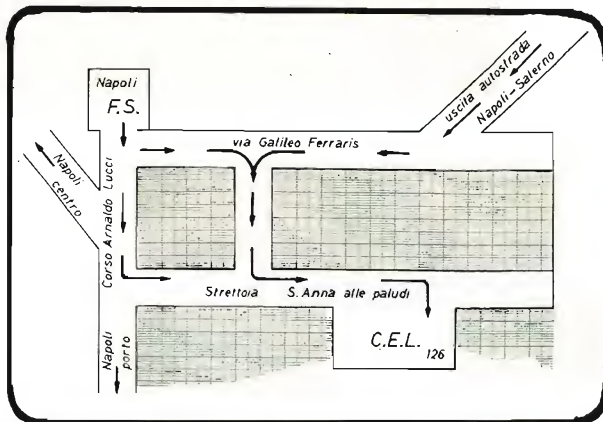 Napoli
F.S.
uscita autostrada
Napoli-Salerno
via Galileo Ferraris
Napoli
centro
Corso Arnaldo Lucci
Strettoia S. Anna alle paludi
C.E.L.
126
Napoli
porto